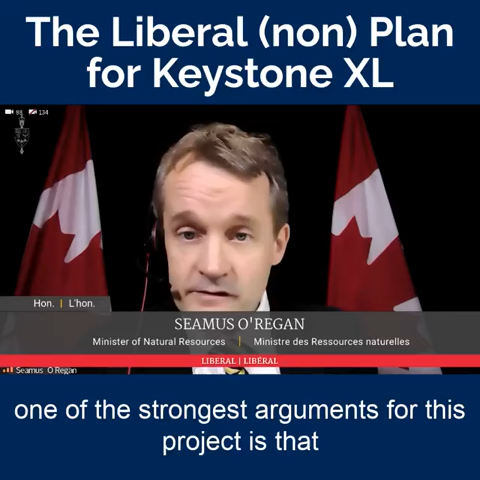 The Liberal (non) Plan
for Keystone XL
134
Hon. | L'hon.
SEAMUS O'REGAN
Minister of Natural Resources | Ministre des Ressources naturelles
LIBERAL | LIBÉRAL
Seamus O Regan
one of the strongest arguments for this
project is that